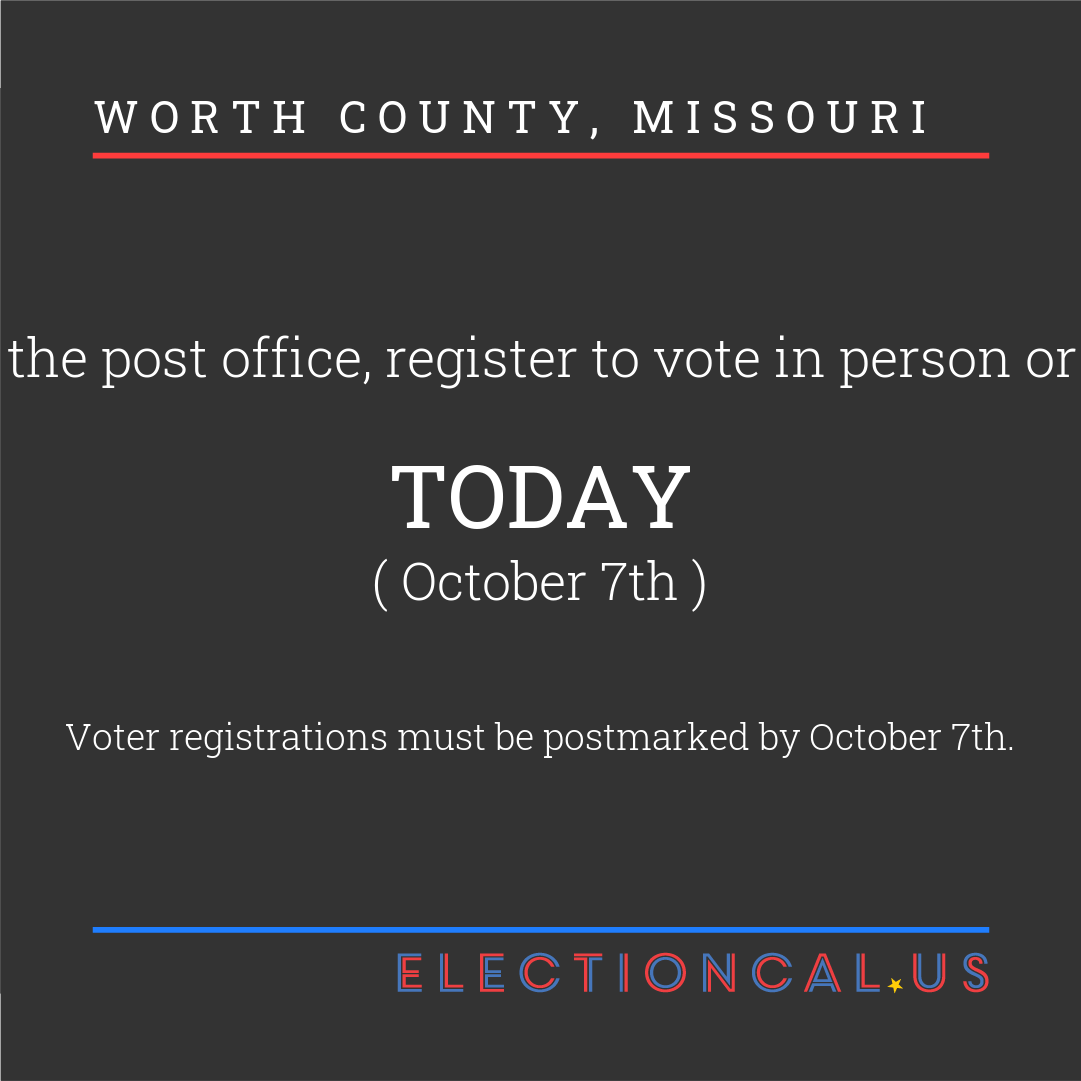 WORTH COUNTY, MISSOURI
the post office, register to vote in person or
TODAY
( October 7th )
Voter registrations must be postmarked by October 7th.
ELECTIONCAL.US